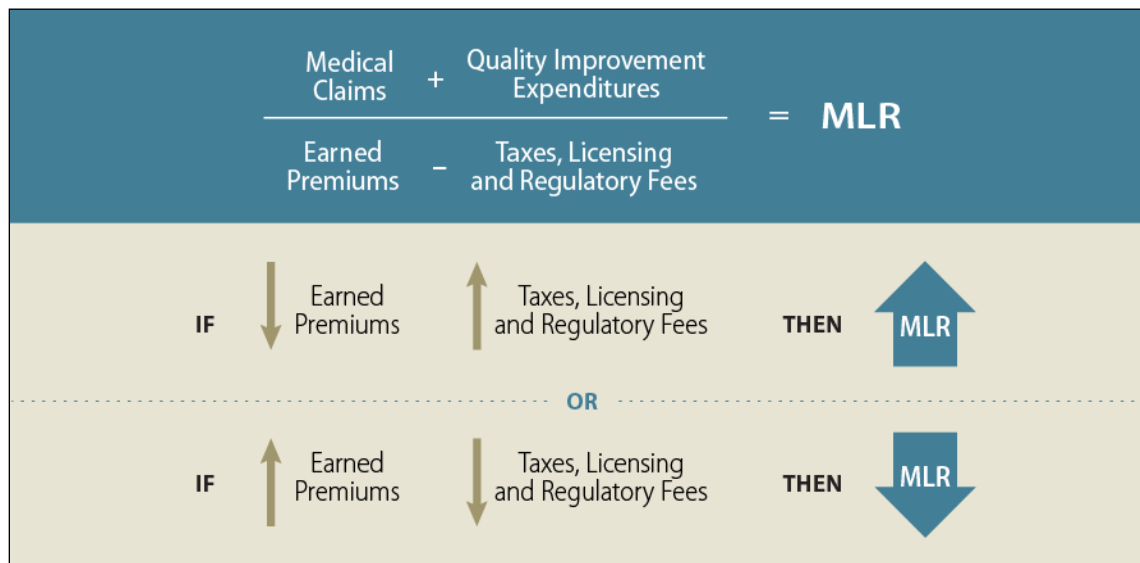 Medical + Quality Improvement
Claims Expenditures
= MLR
Earned – Taxes, Licensing
Premiums and Regulatory Fees
IF Earned Premiums Taxes, Licensing and Regulatory Fees THEN MLR
OR
IF Earned Premiums Taxes, Licensing and Regulatory Fees THEN MLR